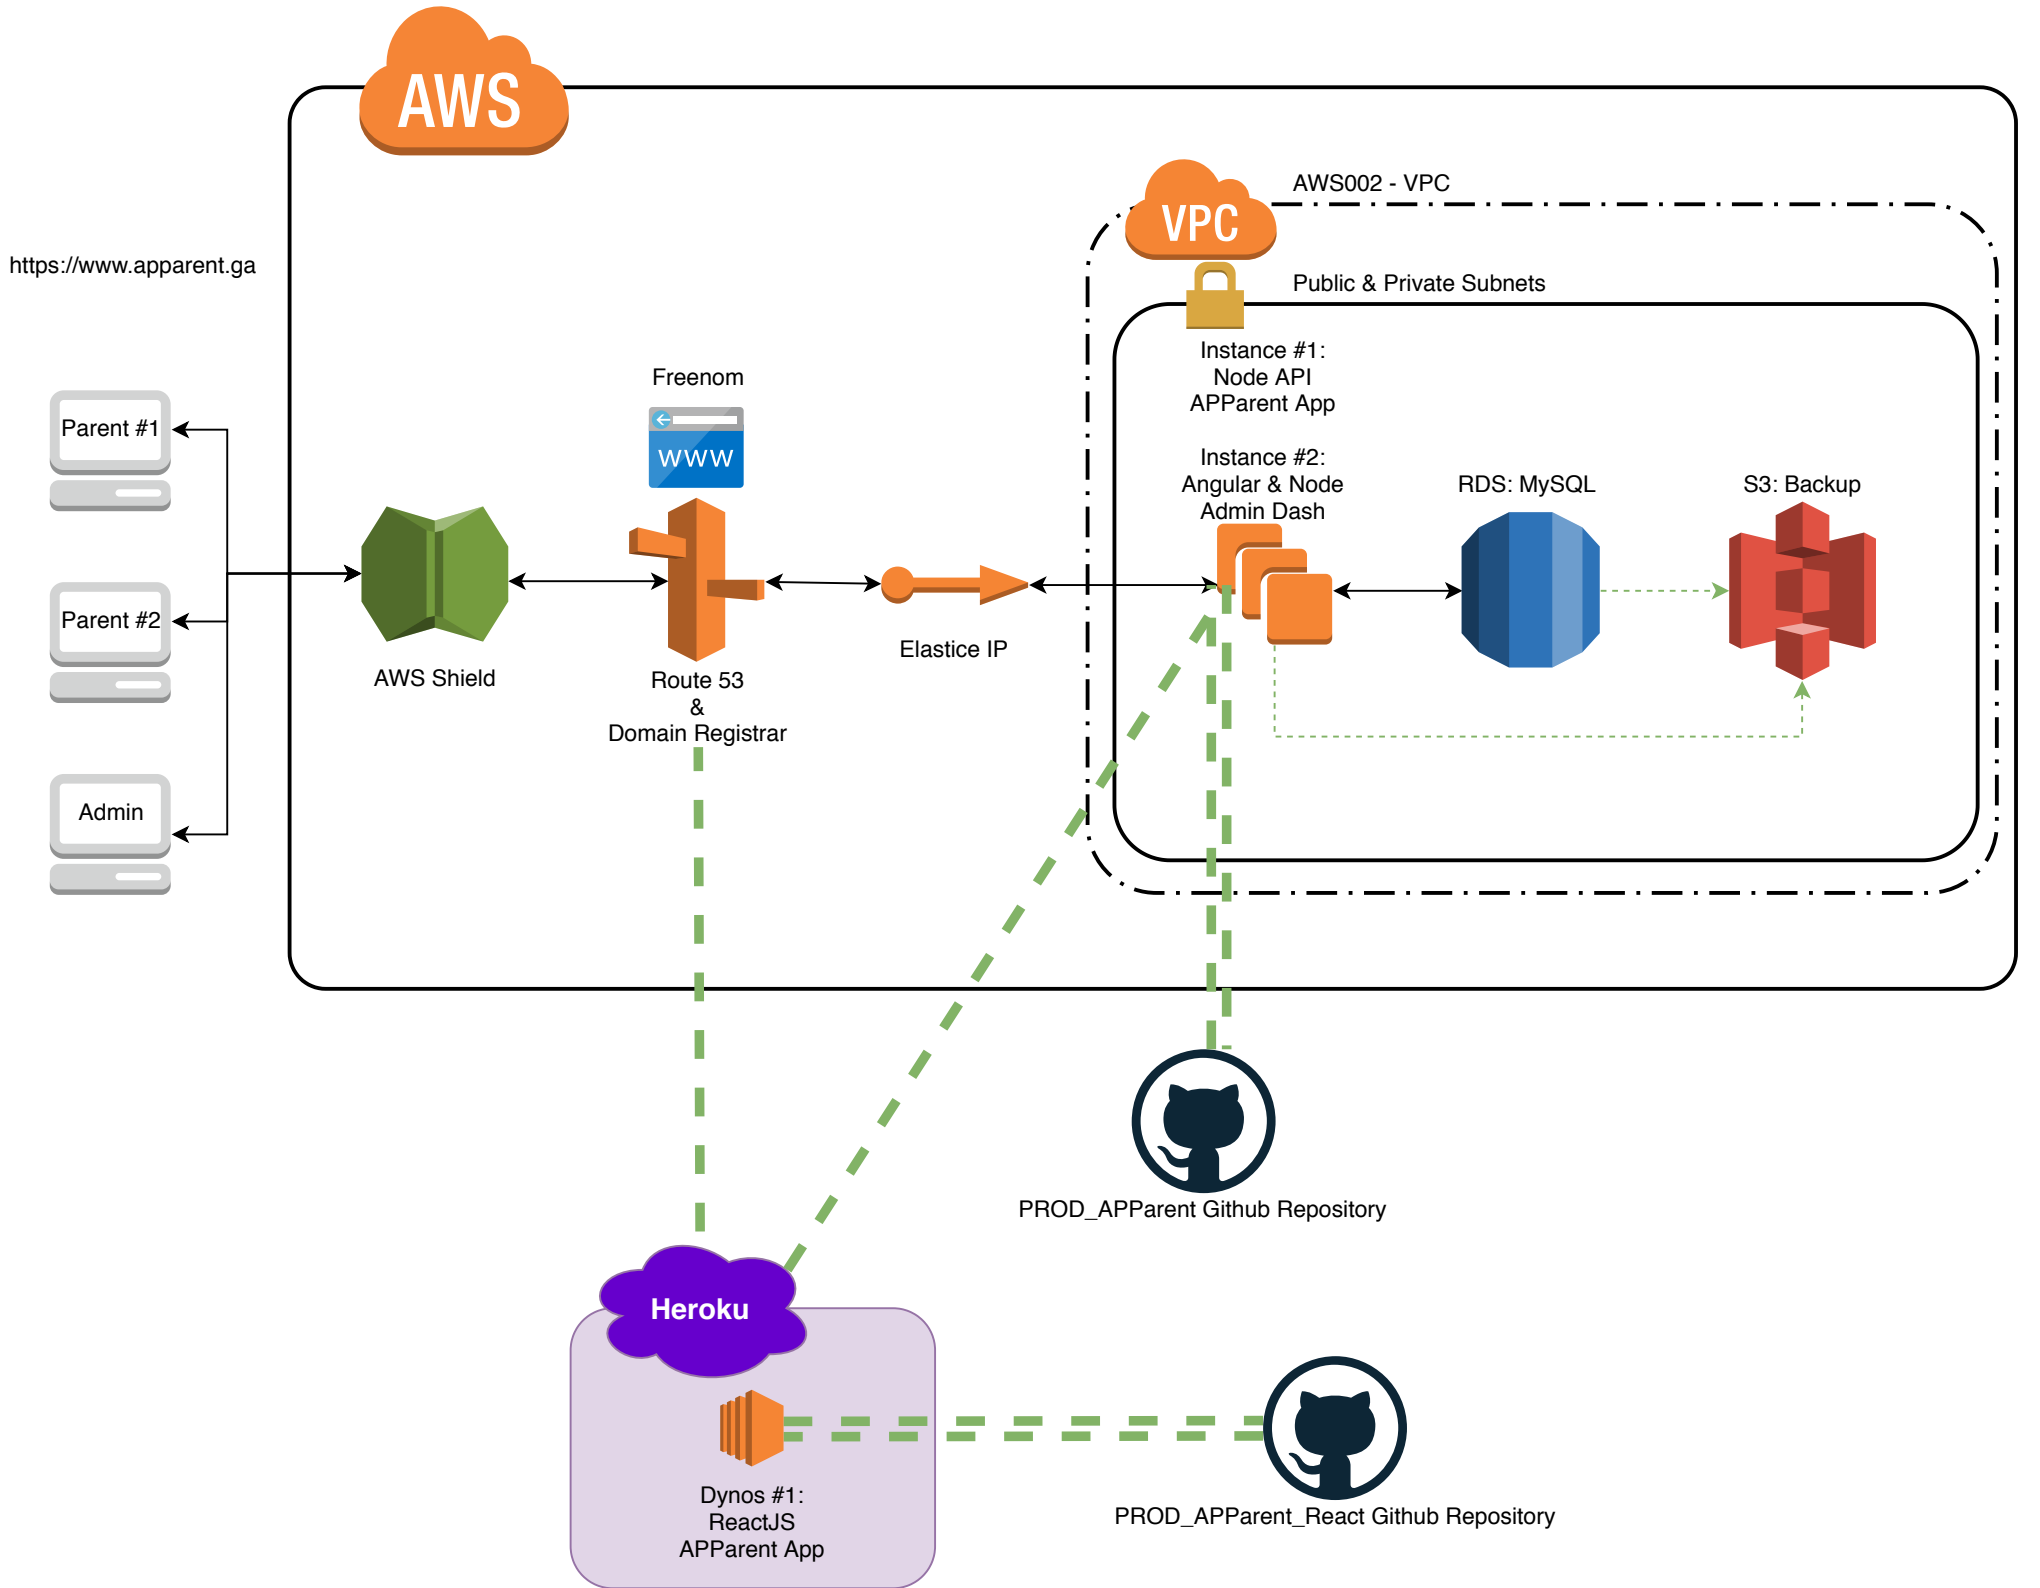 AWS
AWS002 - VPC
VPC
https://www.apparent.ga
Public & Private Subnets
Instance #1:
Node API
APParent App
Freenom
www
Parent #1
Instance #2:
Angular & Node
Admin Dash
RDS: MySQL
S3: Backup
Parent #2
Elastice IP
AWS Shield
Route 53
&
Domain Registrar
Admin
PROD_APParent Github Repository
Heroku
Dynos #1:
ReactJS
APParent App
PROD_APParent_React Github Repository